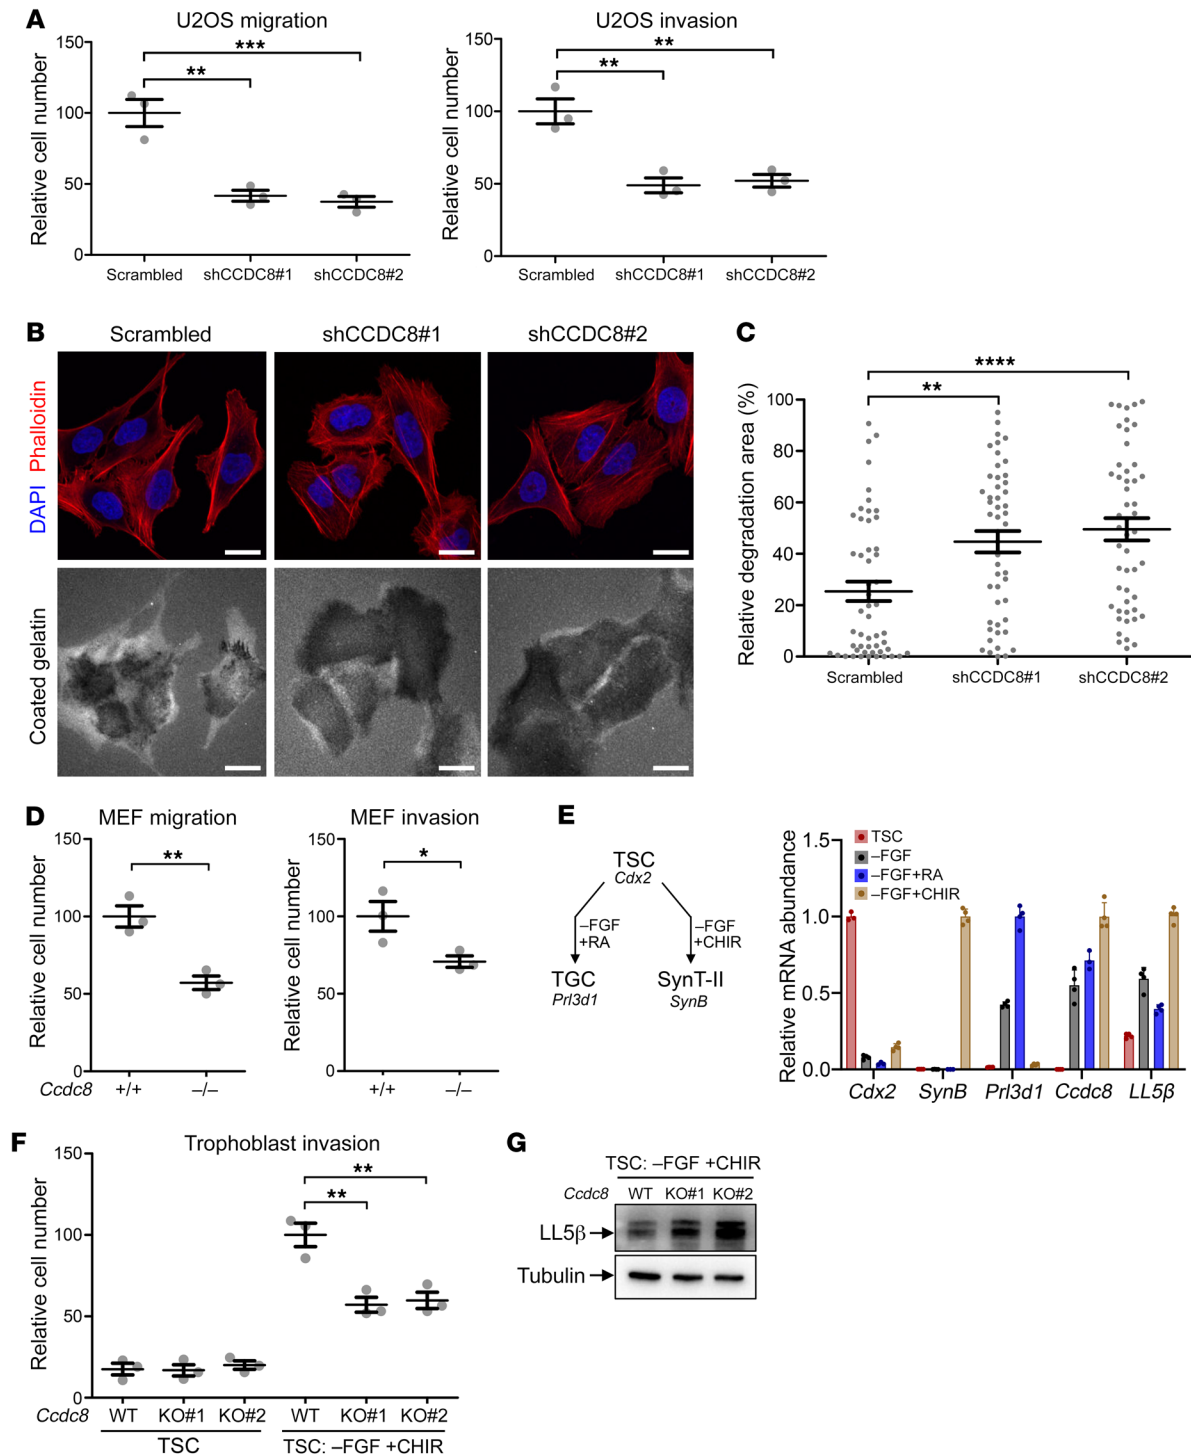 A
U2OS migration
Relative cell number
150
100
50
0
**
***
Scrambled
shCCDC8#1
shCCDC8#2
U2OS invasion
Relative cell number
150
100
50
0
**
**
Scrambled
shCCDC8#1
shCCDC8#2
B
Scrambled
shCCDC8#1
shCCDC8#2
DAPI Phalloidin
Coated gelatin
C
Relative degradation area (%)
100
80
60
40
20
0
****
**
Scrambled
shCCDC8#1
shCCDC8#2
D
MEF migration
Relative cell number
150
100
50
0
**
Ccdc8
+/+
–/–
MEF invasion
Relative cell number
150
100
50
0
*
+/+
–/–
E
TSC
Cdx2
–FGF
+RA
–FGF
+CHIR
TGC
Prl3d1
SynT-II
SynB
Relative mRNA abundance
1.5
1.0
0.5
0.0
TSC
–FGF
–FGF+RA
–FGF+CHIR
Cdx2
SynB
Prl3d1
Ccdc8
LL5β
F
Trophoblast invasion
Relative cell number
150
100
50
0
**
**
Ccdc8
WT
KO#1
KO#2
WT
KO#1
KO#2
TSC
TSC: –FGF +CHIR
G
TSC: –FGF +CHIR
Ccdc8
WT
KO#1
KO#2
LL5β
Tubulin